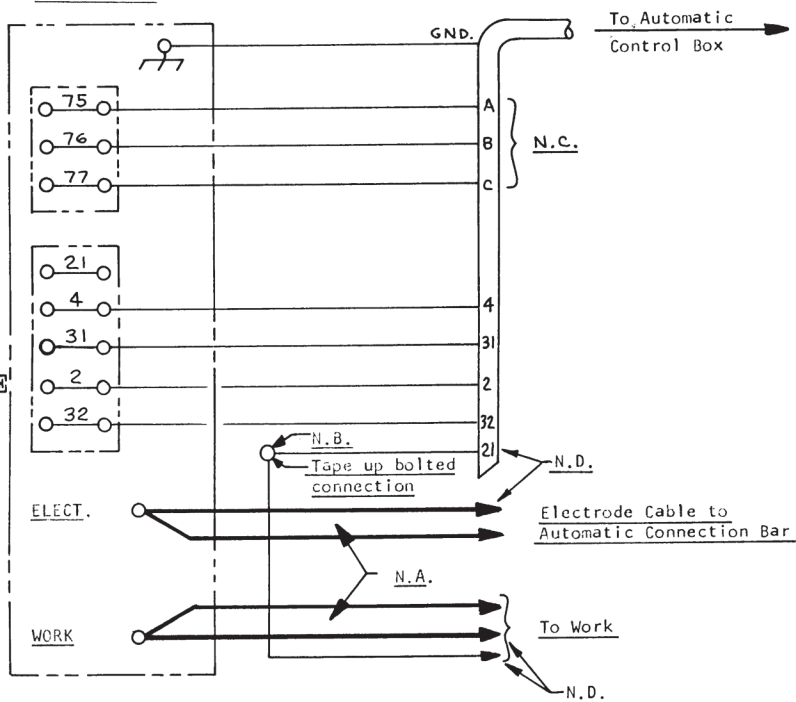 GND.
To Automatic
Control Box
75
A
76
B
N.C.
77
C
21
4
4
31
31
2
2
32
32
21
N.B.
Tape up bolted
connection
N.D.
ELECT.
Electrode Cable to
Automatic Connection Bar
N.A.
WORK
To Work
N.D.